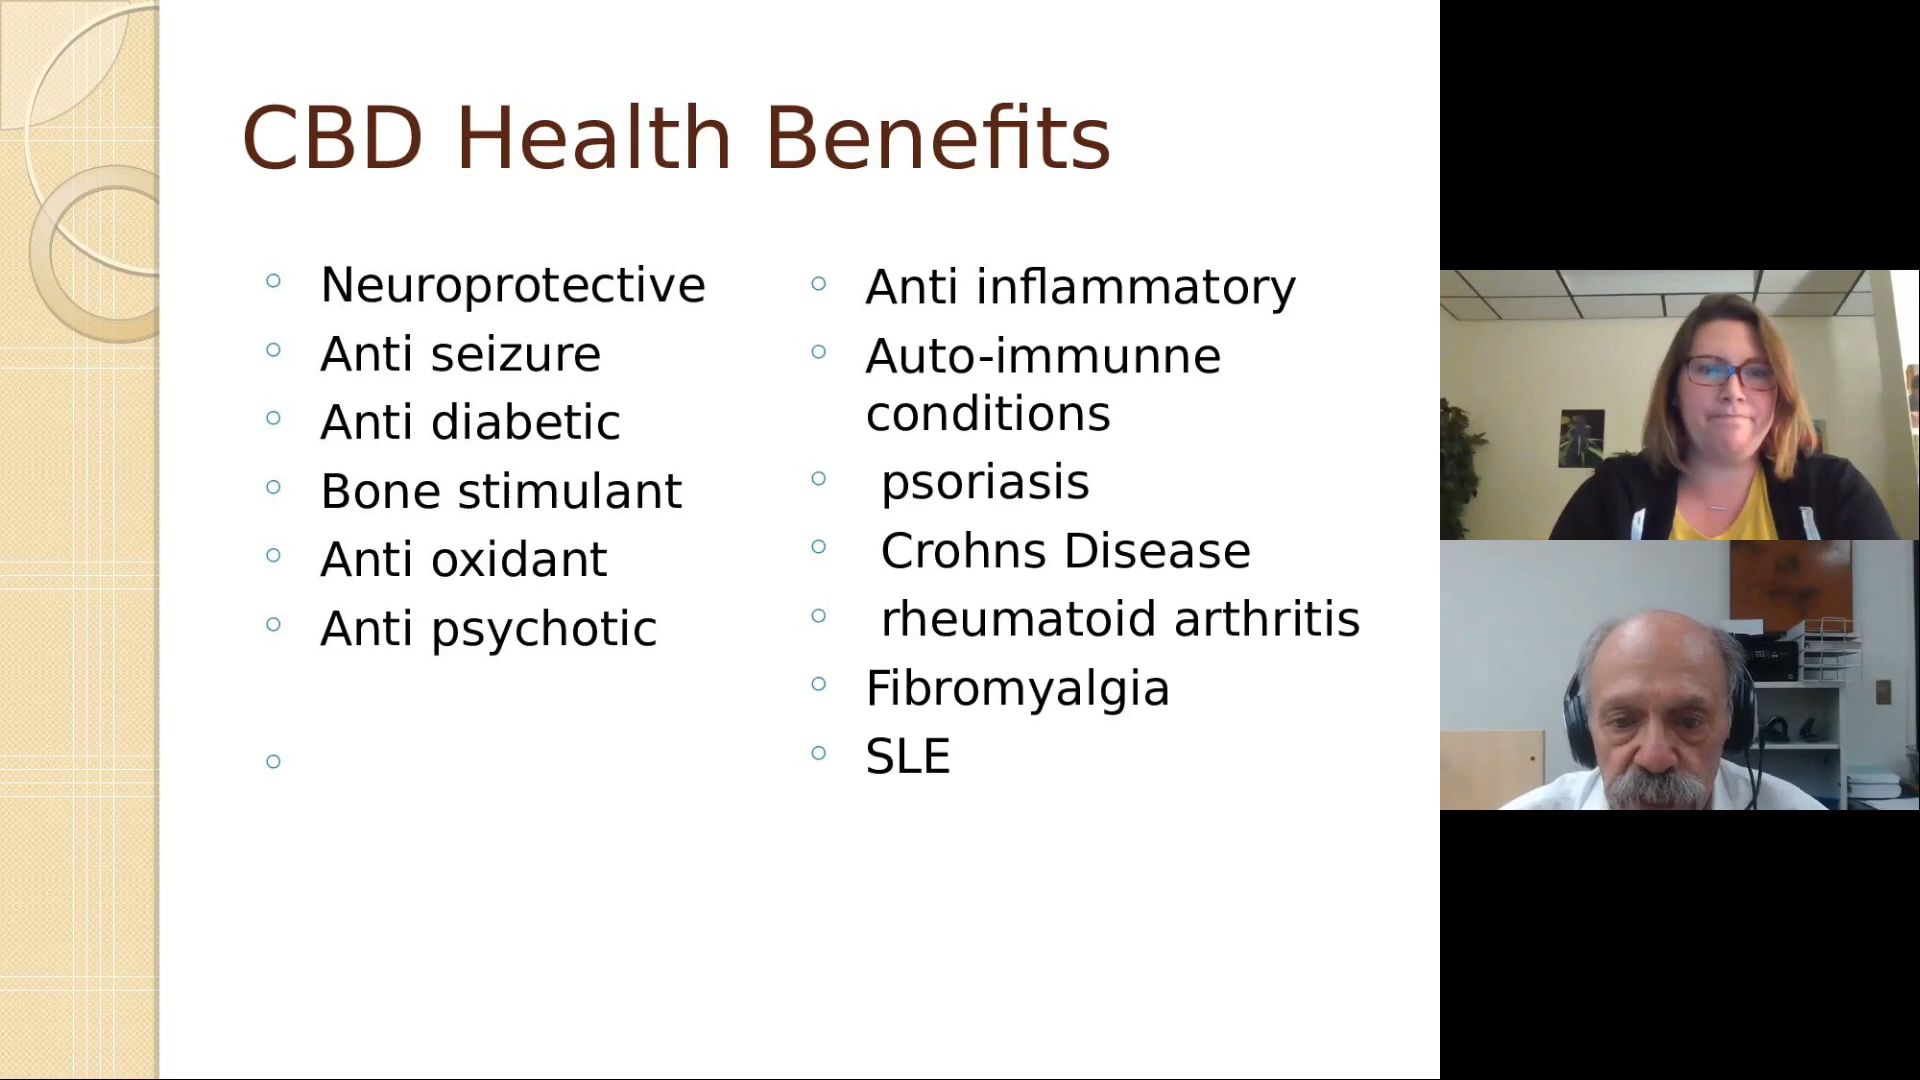 CBD Health Benefits
Neuroprotective
Anti seizure
Anti diabetic
Bone stimulant
Anti oxidant
Anti psychotic
Anti inflammatory
Auto-immunne
conditions
psoriasis
Crohns Disease
rheumatoid arthritis
Fibromyalgia
SLE